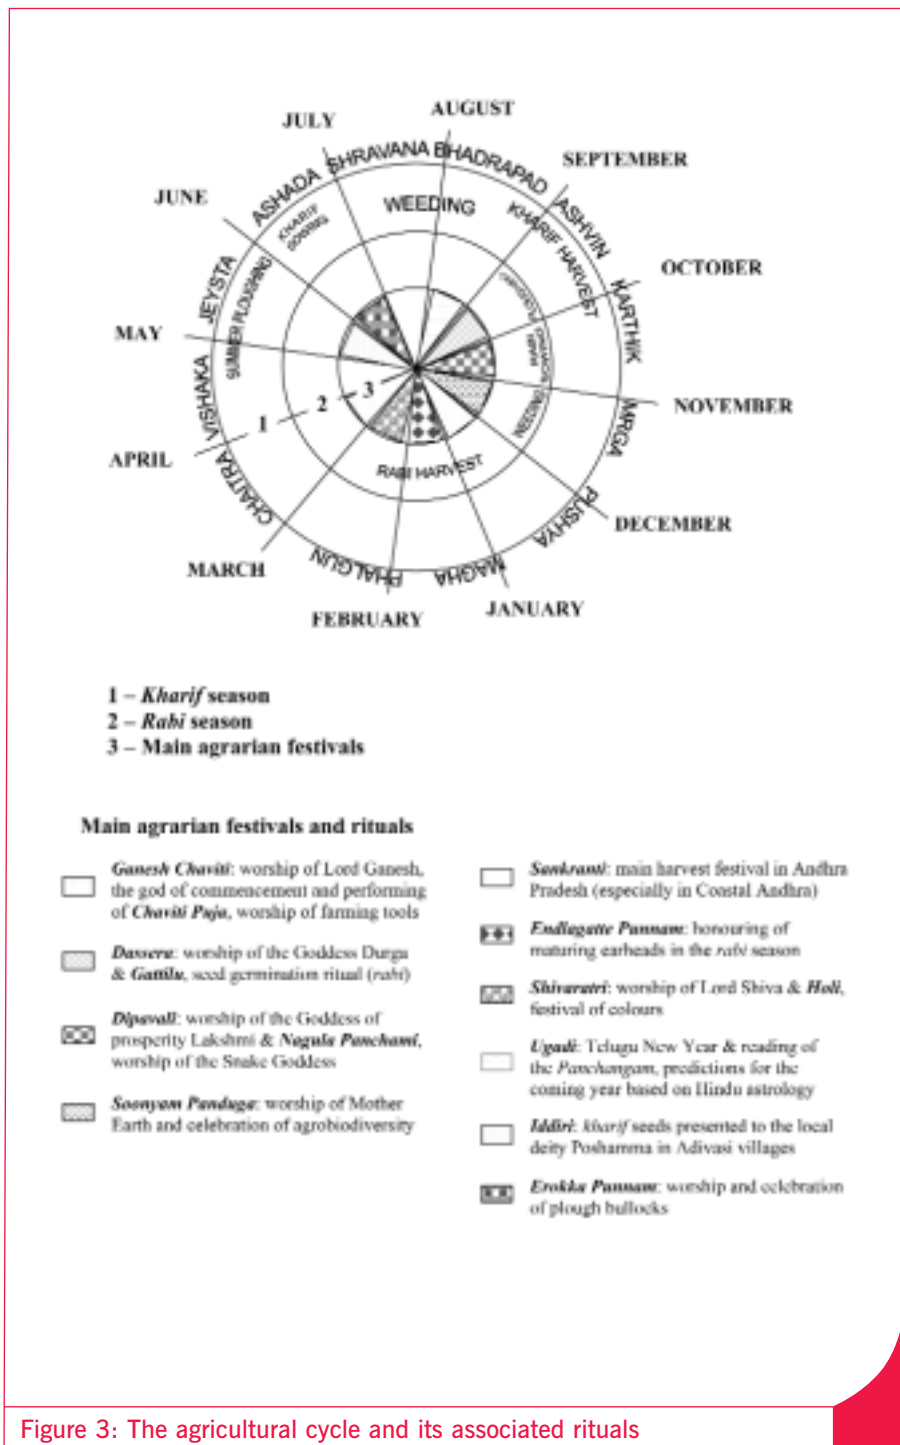 AUGUST
JULY
SEPTEMBER
JUNE
OCTOBER
MAY
NOVEMBER
APRIL
DECEMBER
MARCH
JANUARY
FEBRUARY
SHRAVANA
BHADRAPAD
ASHVIN
KARTHIK
MRGA
PUSHYA
MAGHA
PHALGUN
CHAITRA
VISHAKA
JEYSTA
ASHADA
WEEDING
KHARIF HARVEST
KHARIF
SOWING
SUMMER PLOUGHING
RABI
WEEDING
RABI HARVEST
1
2
3
1 – Kharif season
2 – Rabi season
3 – Main agrarian festivals
Main agrarian festivals and rituals
Ganesh Chaviti: worship of Lord Ganesh,
the god of commencement and performing
of Chaviti Puja, worship of farming tools
Dassera: worship of the Goddess Durga
& Gattilu, seed germination ritual (rabi)
Dipavali: worship of the Goddess of
prosperity Lakshmi & Nagula Panchami,
worship of the Snake Goddess
Soonyam Panduga: worship of Mother
Earth and celebration of agrobiodiversity
Sankranti: main harvest festival in Andhra
Pradesh (especially in Costal Andhra)
Endlagatte Pannam: honouring of
maturing earheads in the rabi season
Shivaratri: worship of Lord Shiva & Holi,
festival of colours
Ugadi: Telugu New Year & reading of
the Panchangam, predictions for the
coming year based on Hindu astrology
Iddiri: kharif seeds presented to the local
deity Poshamma in Adivasi villages
Erokka Pannam: worship and celebration
of plough bullocks
Figure 3: The agricultural cycle and its associated rituals